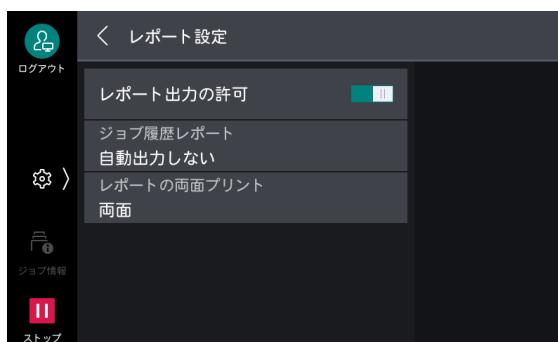 レポート設定
ログアウト
レポート出力の許可
ジョブ履歴レポート
自動出力しない
レポートの両面プリント
両面
ジョブ情報
ストップ